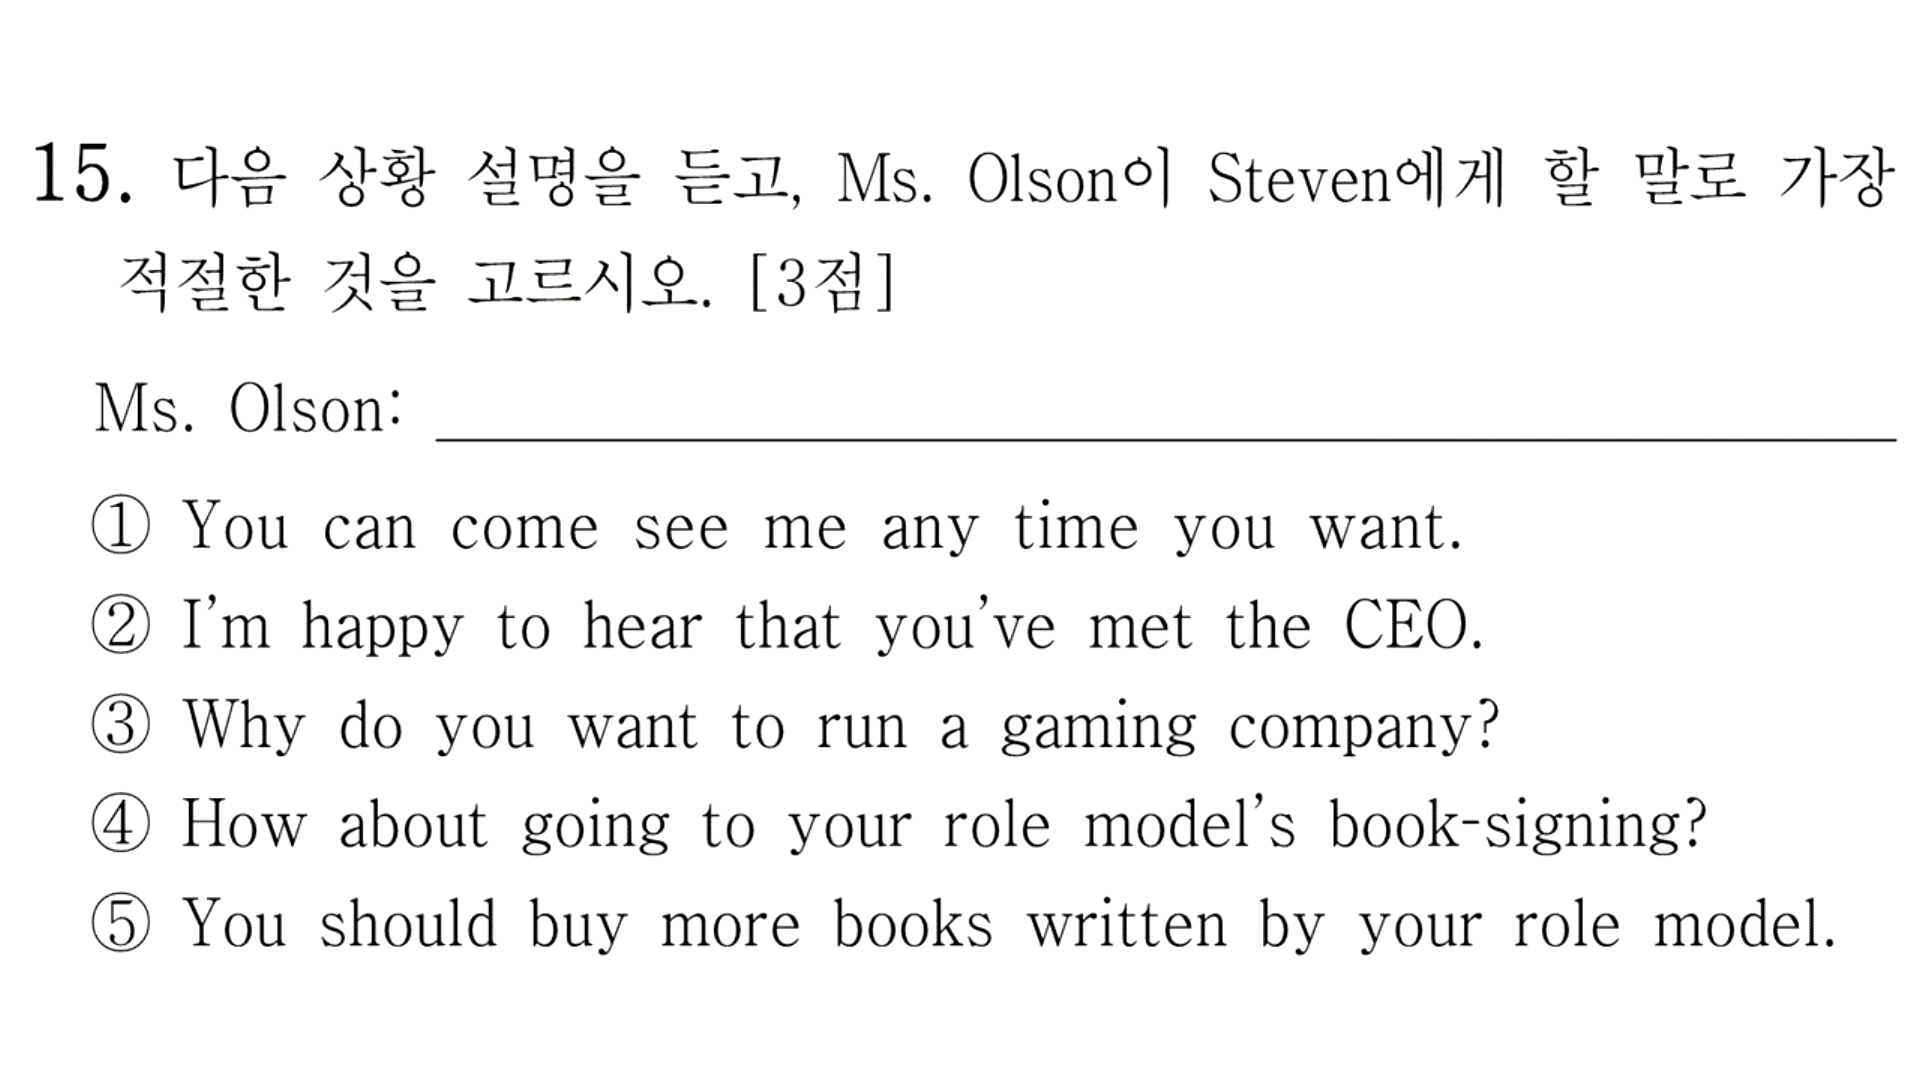 15. 다음 상황 설명을 듣고, Ms. Olson이 Steven에게 할 말로 가장
적절한 것을 고르시오. [3점]
Ms. Olson:
① You can come see me any time you want.
② I'm happy to hear that you've met the CEO.
③ Why do you want to run a gaming company?
④ How about going to your role model's book-signing?
⑤ You should buy more books written by your role model.